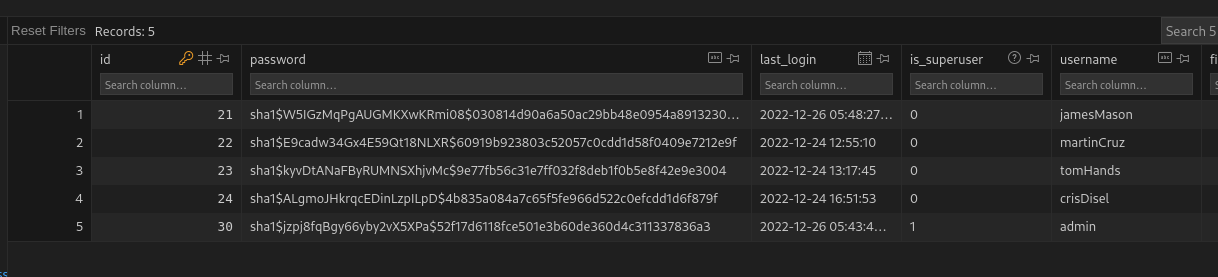 Reset Filters Records: 5 Search 5
id password last_login is_superuser username fi
Search column... Search column... Search column... Search column... Search column...
1 21 sha1$W5IGzMqPgAUGMKXwKRmi08$030814d90a6a50ac29bb48e0954a8913230... 2022-12-26 05:48:27... 0 jamesMason
2 22 sha1$E9cadw34Gx4E59Qt18NLXR$60919b923803c52057c0cdd1d58f0409e7212e9f 2022-12-24 12:55:10 0 martinCruz
3 23 sha1$kyvDtANaFByRUMNSXhjvMc$9e77fb56c31e7ff032f8deb1f0b5e8f42e9e3004 2022-12-24 13:17:45 0 tomHands
4 24 sha1$ALgmoJHkrqcEDinLzpILpD$4b835a084a7c65f5fe966d522c0efcdd1d6f879f 2022-12-24 16:51:53 0 crisDisel
5 30 sha1$jzpj8fqBgy66yby2vX5XPa$52f17d6118fce501e3b60de360d4c311337836a3 2022-12-26 05:43:4... 1 admin